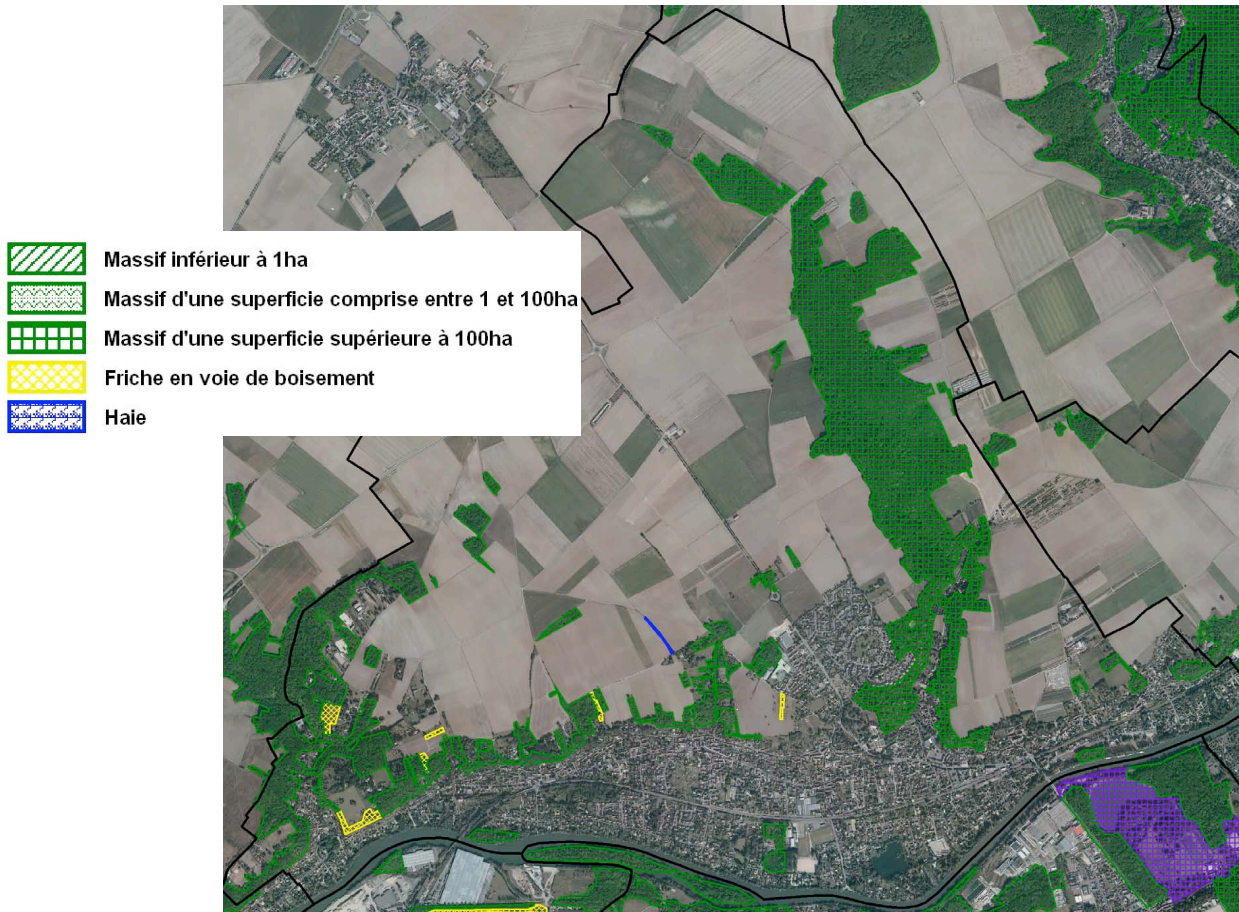 Massif inférieur à 1ha
Massif d'une superficie comprise entre 1 et 100ha
Massif d'une superficie supérieure à 100ha
Friche en voie de boisement
Haie